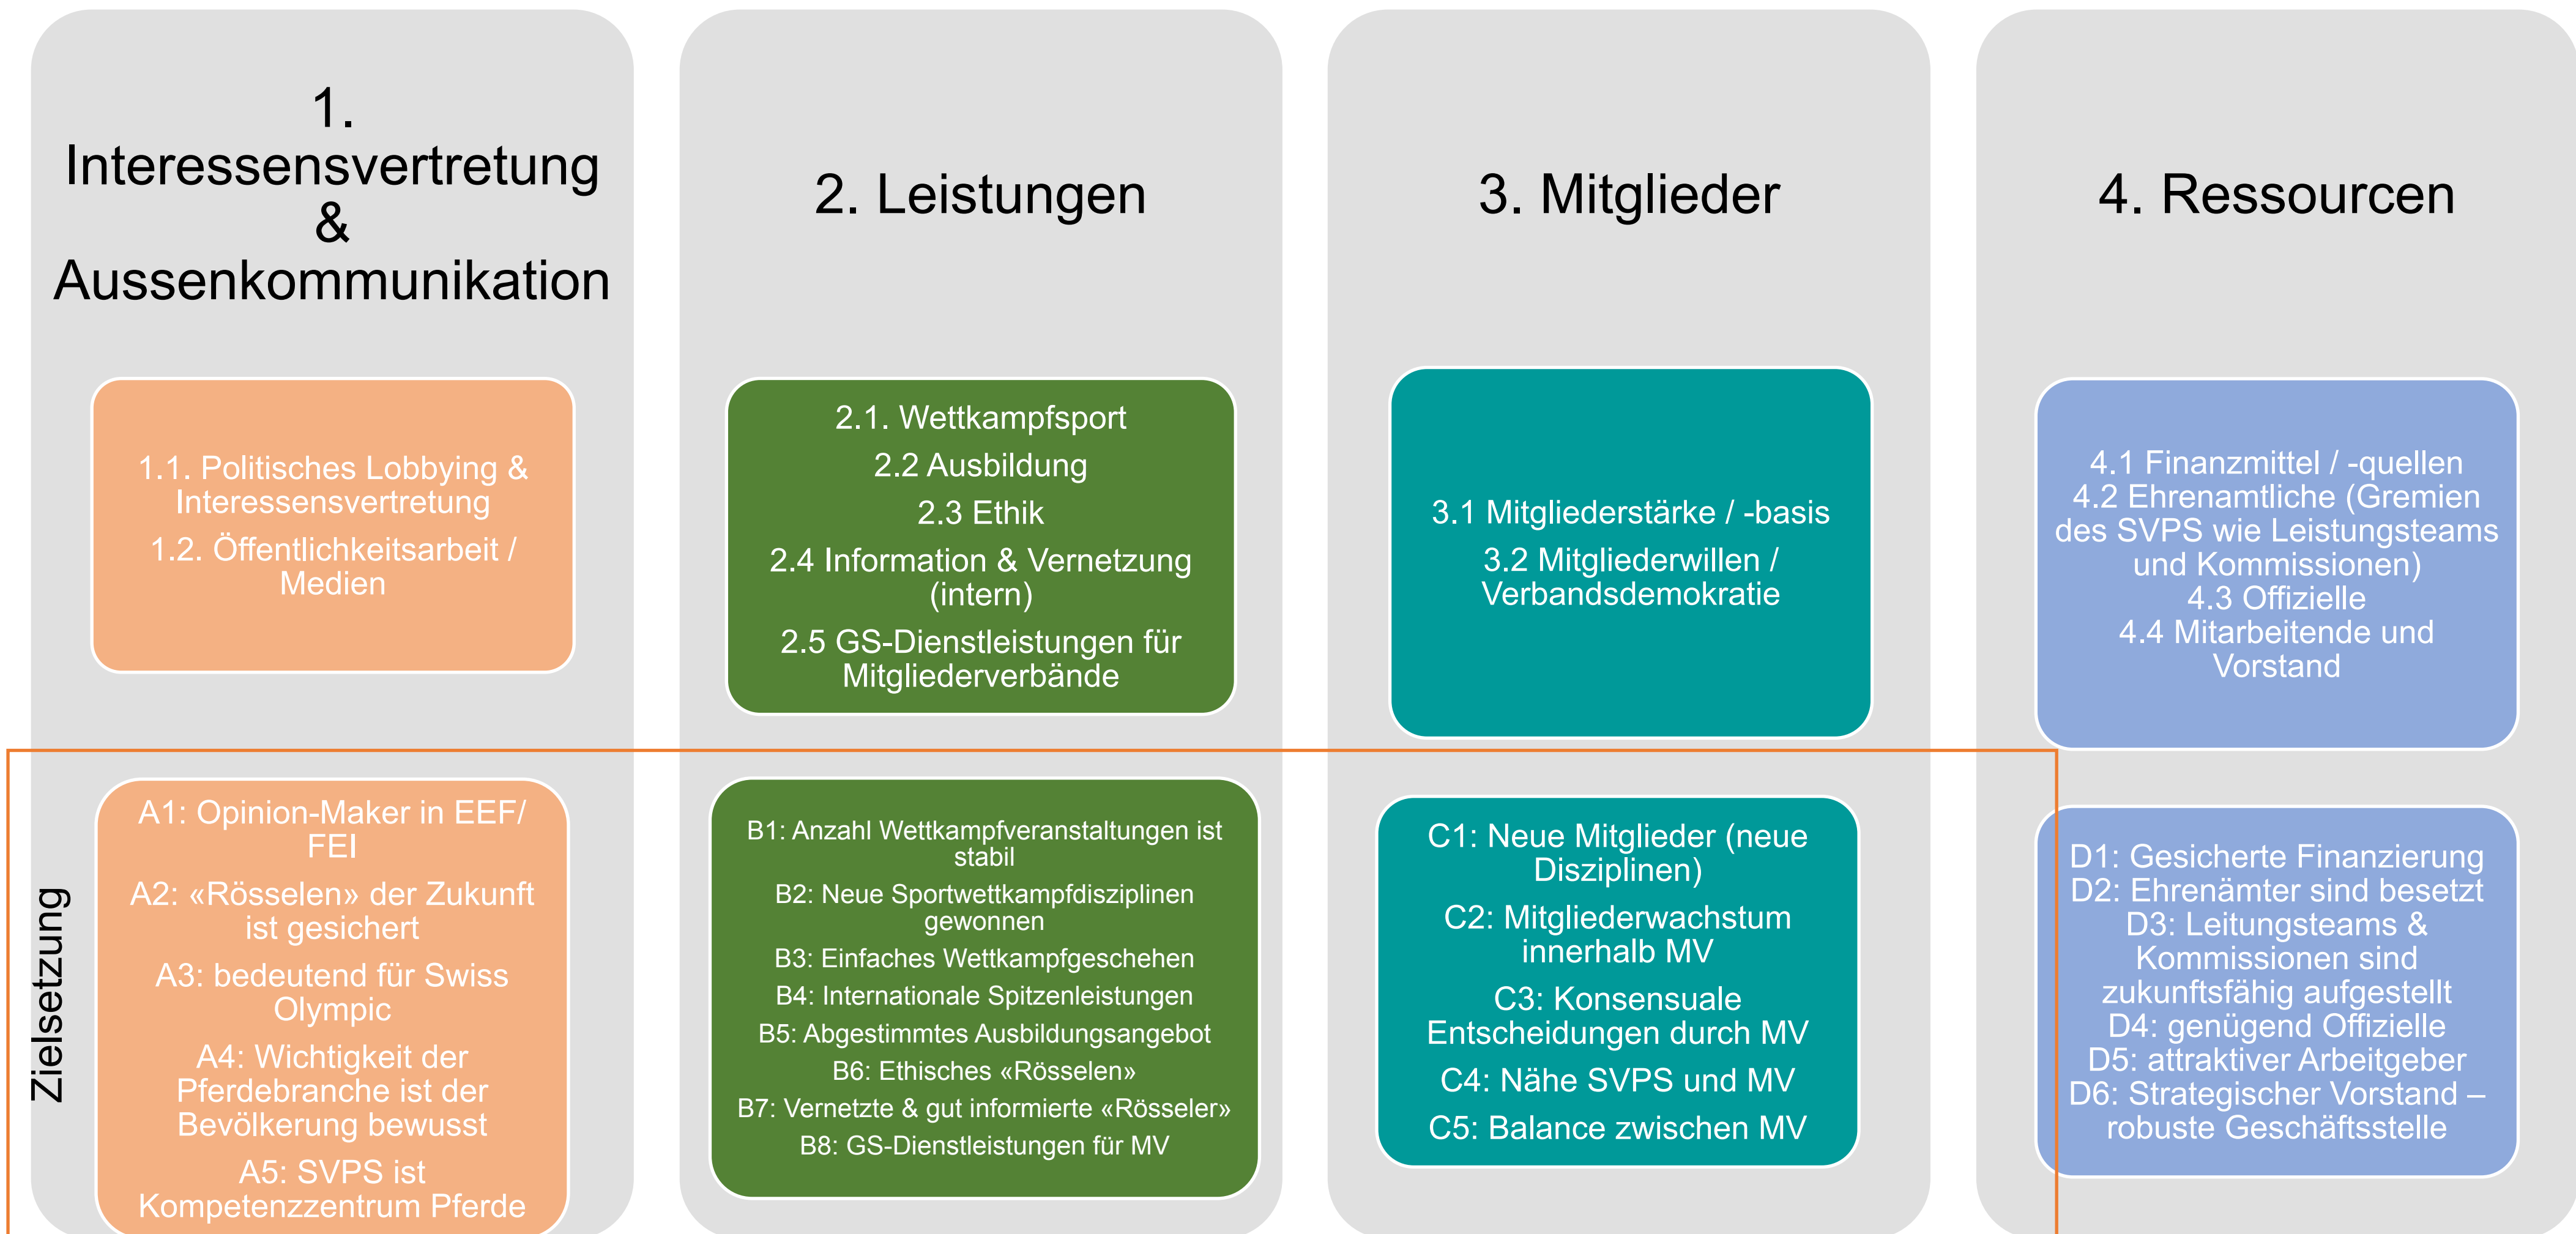 1.
Interessensvertretung
&
Aussenkommunikation
1.1. Politisches Lobbying &
Interessensvertretung
1.2. Öffentlichkeitsarbeit /
Medien
2. Leistungen
2.1. Wettkampfsport
2.2 Ausbildung
2.3 Ethik
2.4 Information & Vernetzung
(intern)
2.5 GS-Dienstleistungen für
Mitgliederverbände
3. Mitglieder
3.1 Mitgliederstärke / -basis
3.2 Mitgliederwillen /
Verbandsdemokratie
4. Ressourcen
4.1 Finanzmittel / -quellen
4.2 Ehrenamtliche (Gremien
des SVPS wie Leistungsteams
und Kommissionen)
4.3 Offizielle
4.4 Mitarbeitende und
Vorstand
Zielsetzung
A1: Opinion-Maker in EEF/
FEI
A2: «Rösselen» der Zukunft
ist gesichert
A3: bedeutend für Swiss
Olympic
A4: Wichtigkeit der
Pferdebranche ist der
Bevölkerung bewusst
A5: SVPS ist
Kompetenzzentrum Pferde
B1: Anzahl Wettkampfveranstaltungen ist
stabil
B2: Neue Sportwettkampfdisziplinen
gewonnen
B3: Einfaches Wettkampfgeschehen
B4: Internationale Spitzenleistungen
B5: Abgestimmtes Ausbildungsangebot
B6: Ethisches «Rösselen»
B7: Vernetzte & gut informierte «Rösseler»
B8: GS-Dienstleistungen für MV
C1: Neue Mitglieder (neue
Disziplinen)
C2: Mitgliederwachstum
innerhalb MV
C3: Konsensuale
Entscheidungen durch MV
C4: Nähe SVPS und MV
C5: Balance zwischen MV
D1: Gesicherte Finanzierung
D2: Ehrenämter sind besetzt
D3: Leitungsteams &
Kommissionen sind
zukunftsfähig aufgestellt
D4: genügend Offizielle
D5: attraktiver Arbeitgeber
D6: Strategischer Vorstand –
robuste Geschäftsstelle